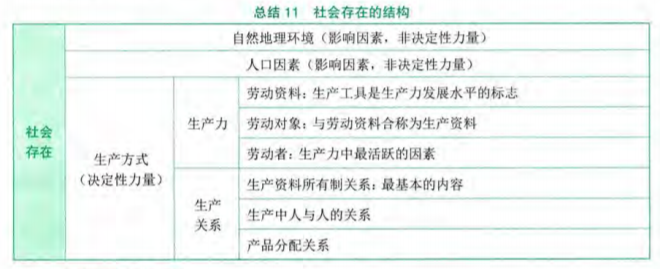 总结 11 社会存在的结构
自然地理环境（影响因素，非决定性力量）
人口因素（影响因素，非决定性力量）
社会
存在
生产方式
（决定性力量）
生产力
劳动资料：生产工具是生产力发展水平的标志
劳动对象：与劳动资料合称为生产资料
劳动者：生产力中最活跃的因素
生产
关系
生产资料所有制关系：最基本的内容
生产中人与人的关系
产品分配关系